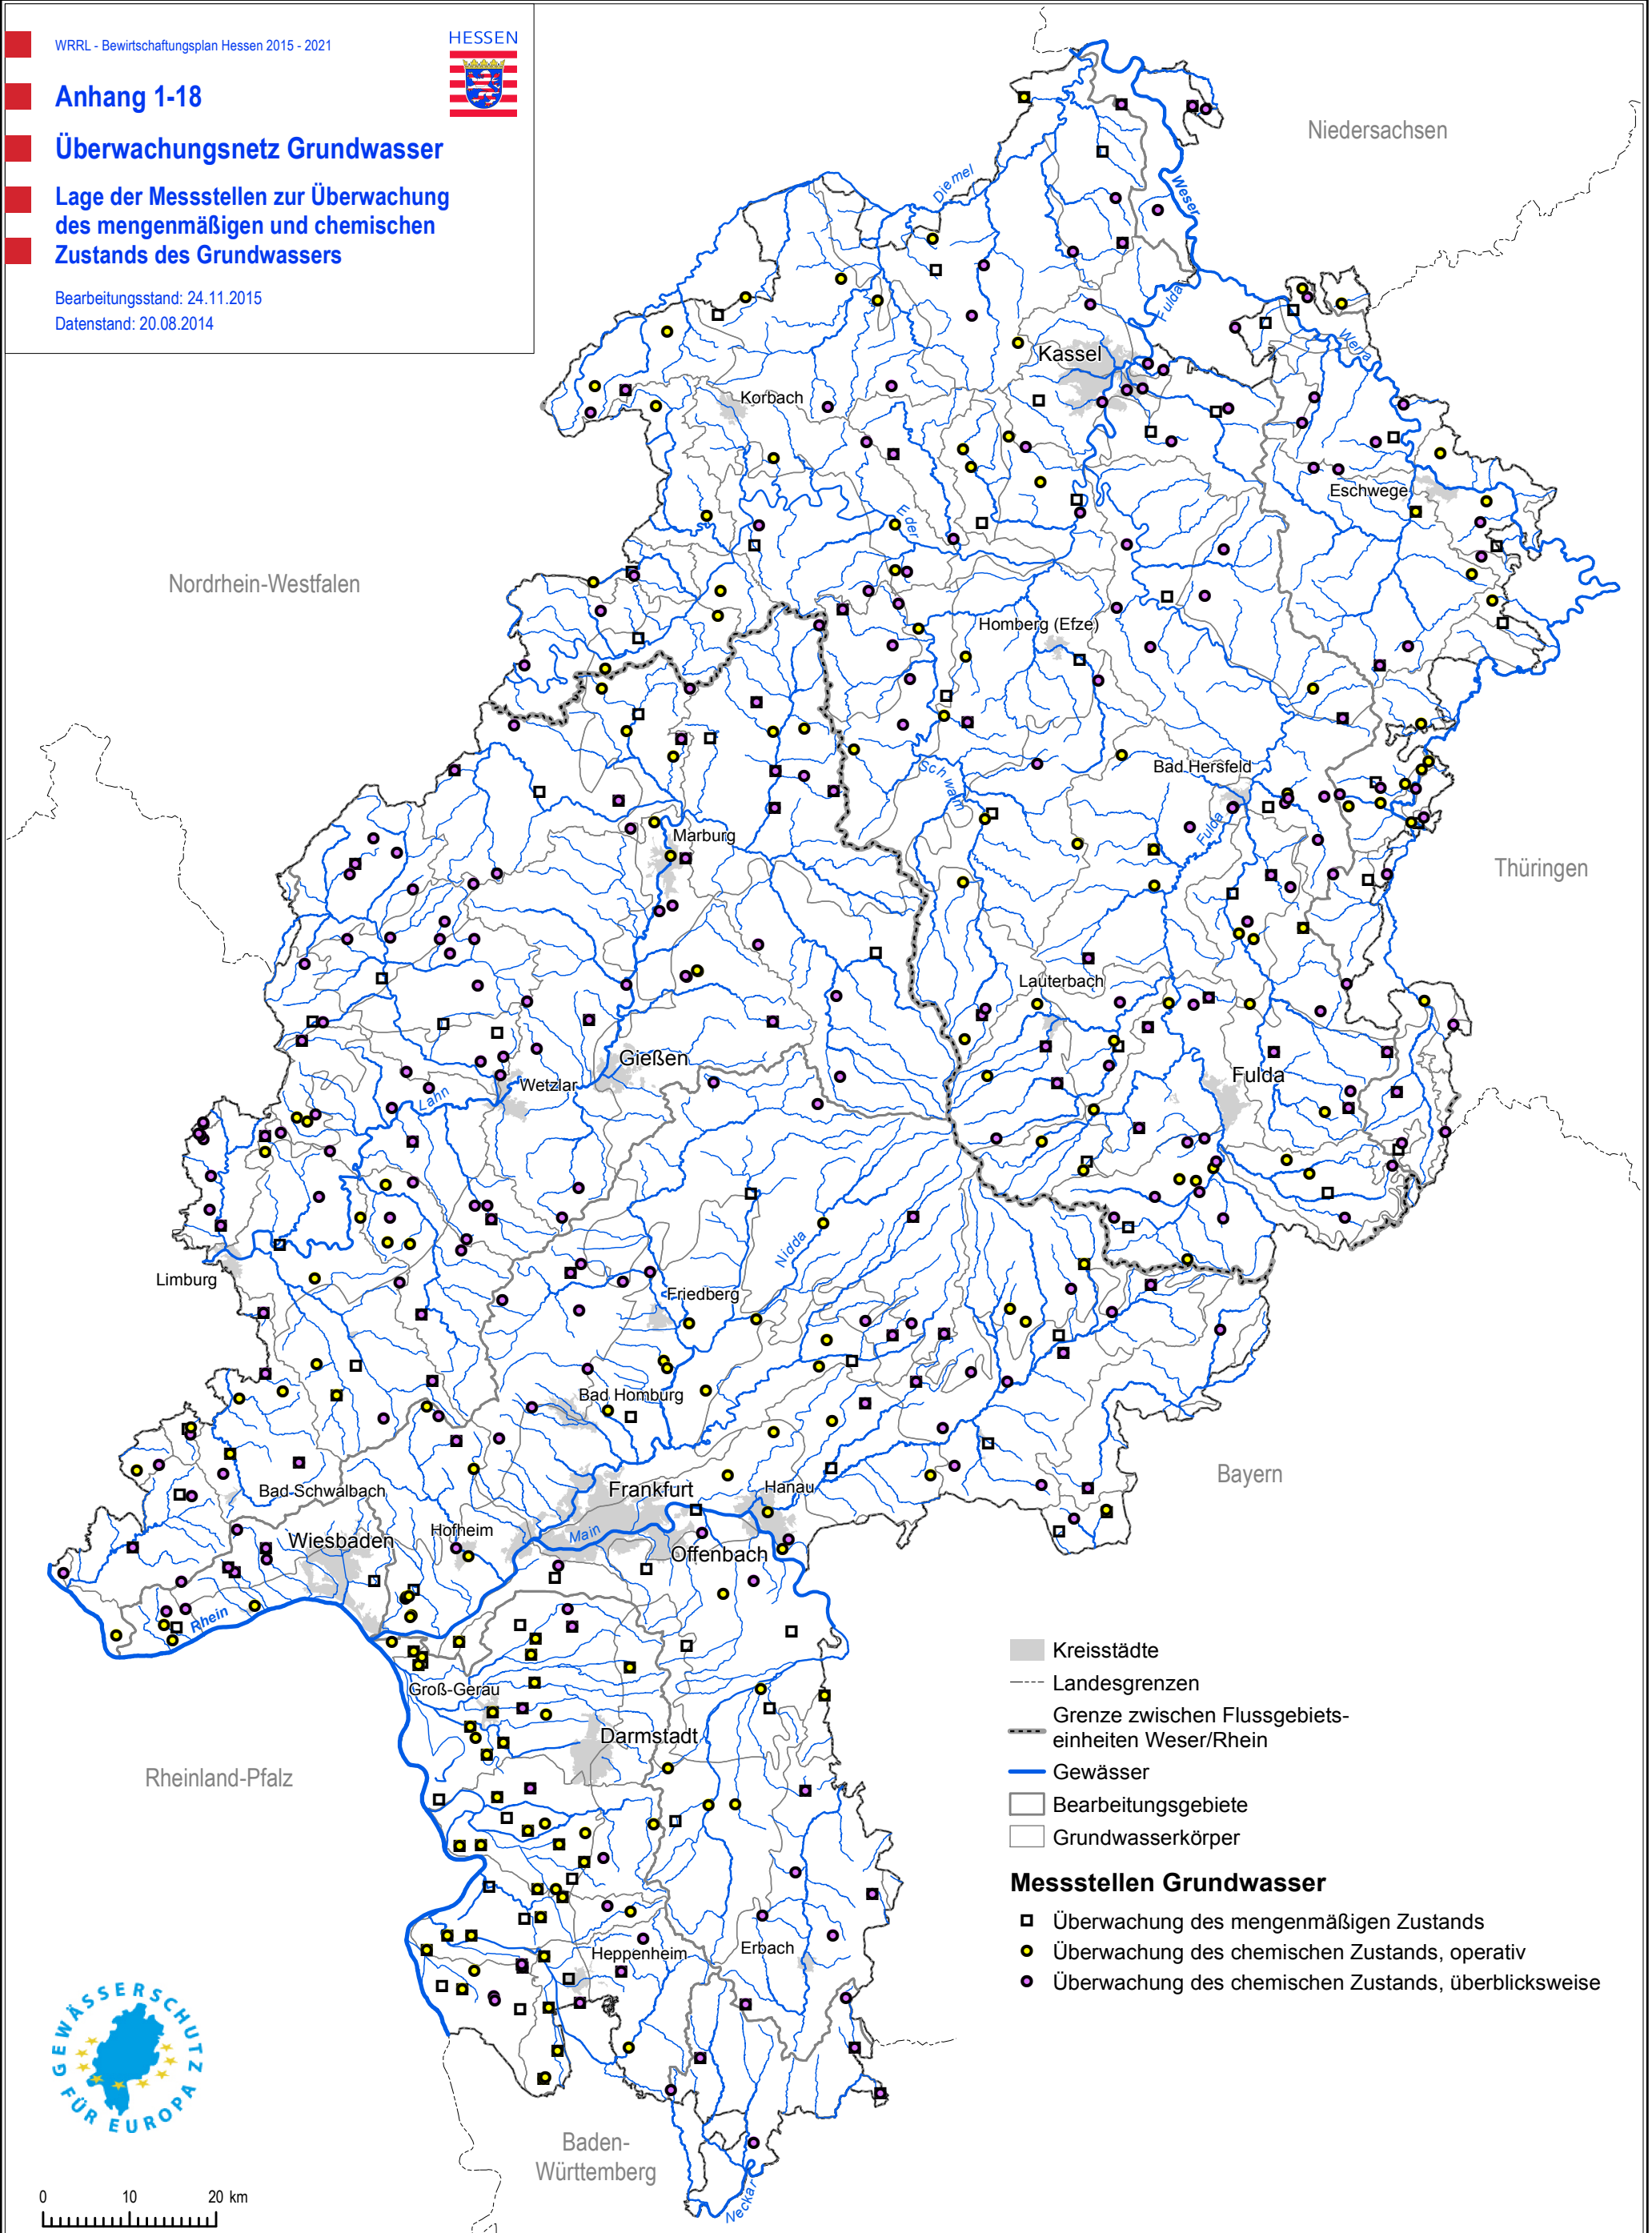 WRRL - Bewirtschaftungsplan Hessen 2015 - 2021
HESSEN
Anhang 1-18
Überwachungsnetz Grundwasser
Lage der Messstellen zur Überwachung
des mengenmäßigen und chemischen
Zustands des Grundwassers
Bearbeitungsstand: 24.11.2015
Datenstand: 20.08.2014
Niedersachsen
Diemel
Weser
Fulda
Werra
Kassel
Korbach
Eschwege
Eder
Nordrhein-Westfalen
Homberg (Efze)
Schwalm
Bad Hersfeld
Fulda
Marburg
Thüringen
Lauterbach
Gießen
Wetzlar
Fulda
Lahn
Nidda
Limburg
Friedberg
Bad Homburg
Bayern
Bad Schwalbach
Frankfurt
Hanau
Hofheim
Main
Wiesbaden
Offenbach
Rhein
Groß-Gerau
Darmstadt
Rheinland-Pfalz
Kreisstädte
Landesgrenzen
Grenze zwischen Flussgebiets-
einheiten Weser/Rhein
Gewässer
Bearbeitungsgebiete
Grundwasserkörper
Messstellen Grundwasser
Überwachung des mengenmäßigen Zustands
Überwachung des chemischen Zustands, operativ
Überwachung des chemischen Zustands, überblicksweise
Heppenheim
Erbach
GEWÄSSERSCHUTZ
FÜR EUROPA
Baden-
Württemberg
Neckar
0 10 20 km